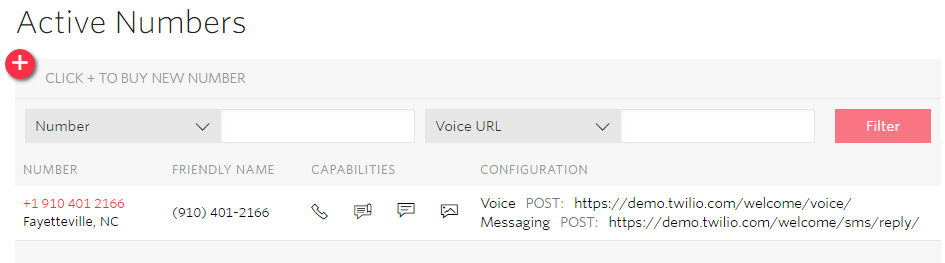 Active Numbers
+
CLICK + TO BUY NEW NUMBER
Number Voice URL Filter
NUMBER FRIENDLY NAME CAPABILITIES CONFIGURATION
+1 910 401 2166 (910) 401-2166 Voice POST: https://demo.twilio.com/welcome/voice/
Fayetteville, NC Messaging POST: https://demo.twilio.com/welcome/sms/reply/